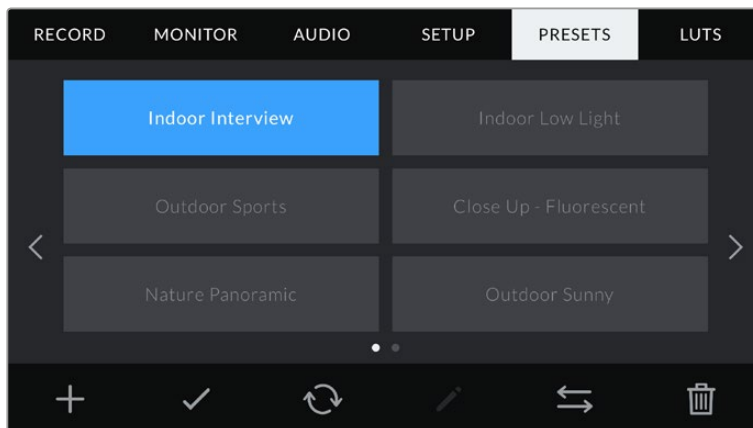 RECORD MONITOR AUDIO SETUP PRESETS LUTS
Indoor Interview Indoor Low Light
Outdoor Sports Close Up - Fluorescent
Nature Panoramic Outdoor Sunny